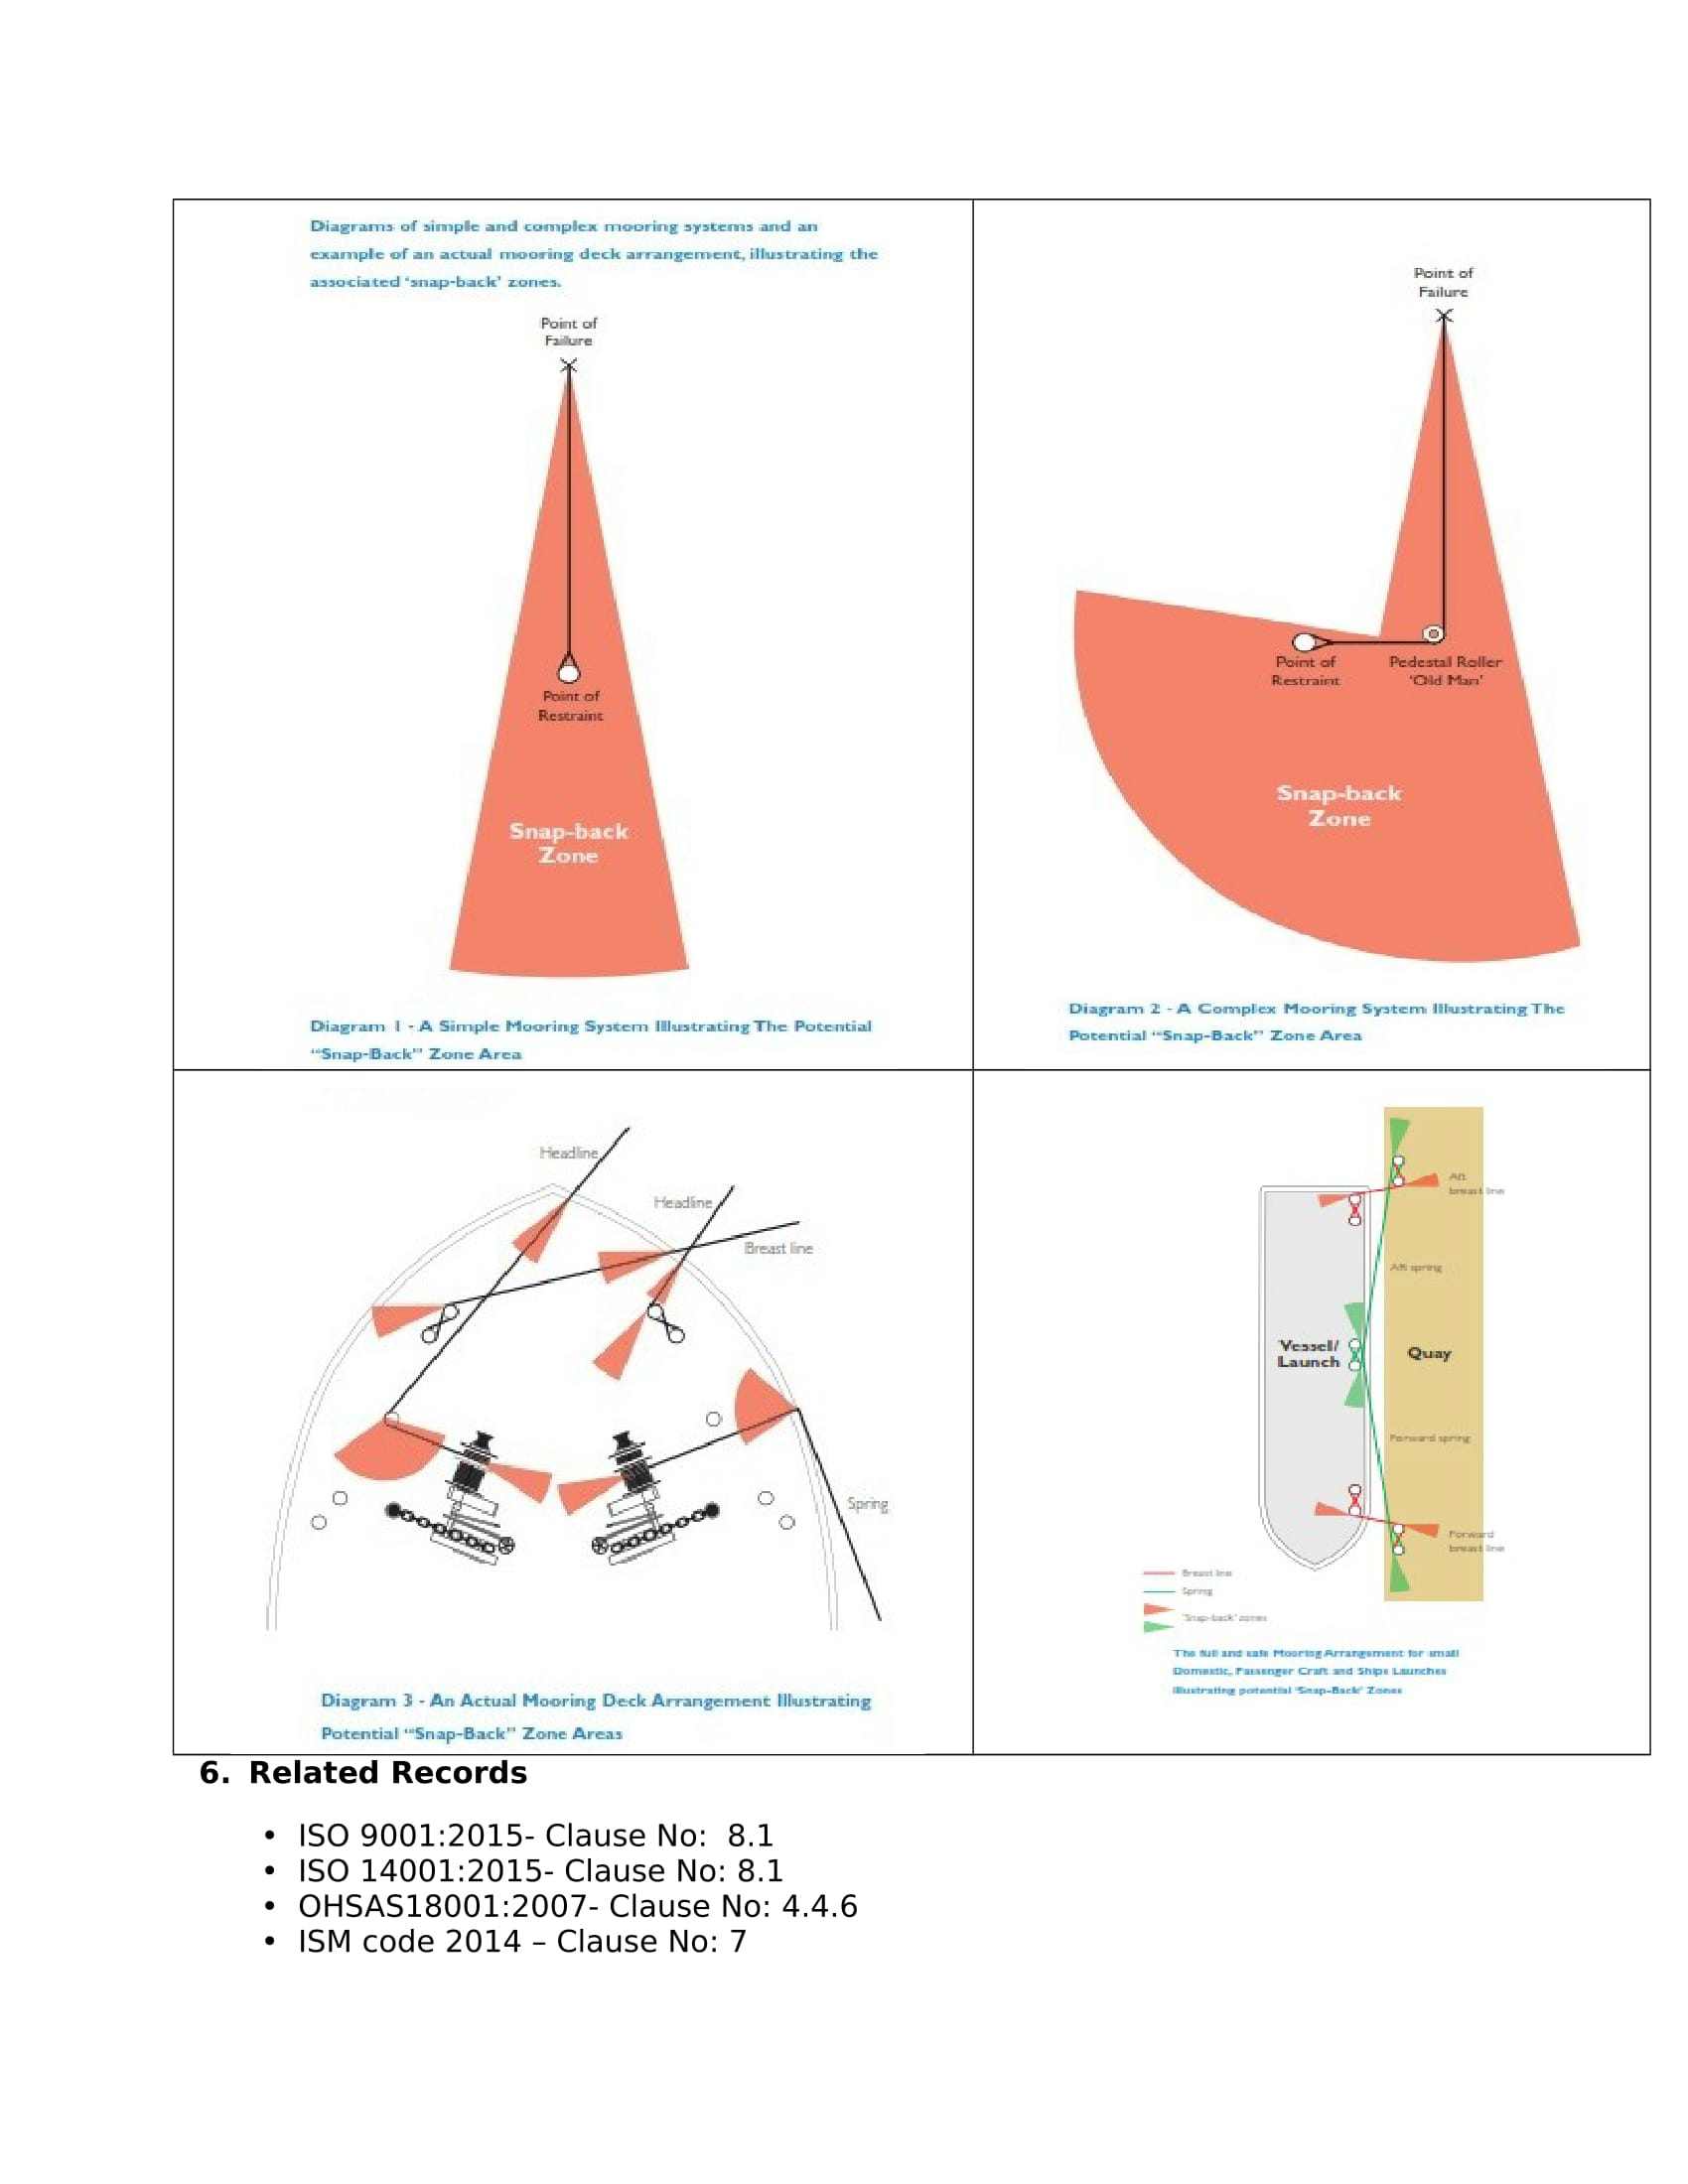 Diagrams of simple and complex mooring systems and an
example of an actual mooring deck arrangement, illustrating the
associated ‘snap-back’ zones.
Point of
Failure
Point of
Restraint
Snap-back
Zone
Diagram 1 - A Simple Mooring System Illustrating The Potential
“Snap-Back” Zone Area
Point of
Failure
Point of
Restraint
Pedestal Roller
‘Old Man’
Snap-back
Zone
Diagram 2 - A Complex Mooring System Illustrating The
Potential “Snap-Back” Zone Area
Headline
Headline
Breast line
Spring
Diagram 3 - An Actual Mooring Deck Arrangement Illustrating
Potential “Snap-Back” Zone Areas
Aft
breast line
Aft spring
Vessel/
Launch
Quay
Forward spring
Forward
breast line
Breast line
Spring
‘Snap-back’ zones
The full and safe Mooring Arrangement for small
Domestic, Passenger Craft and Ships Launches
illustrating potential ‘Snap-Back’ Zones
6. Related Records
• ISO 9001:2015- Clause No:  8.1
• ISO 14001:2015- Clause No: 8.1
• OHSAS18001:2007- Clause No: 4.4.6
• ISM code 2014 – Clause No: 7